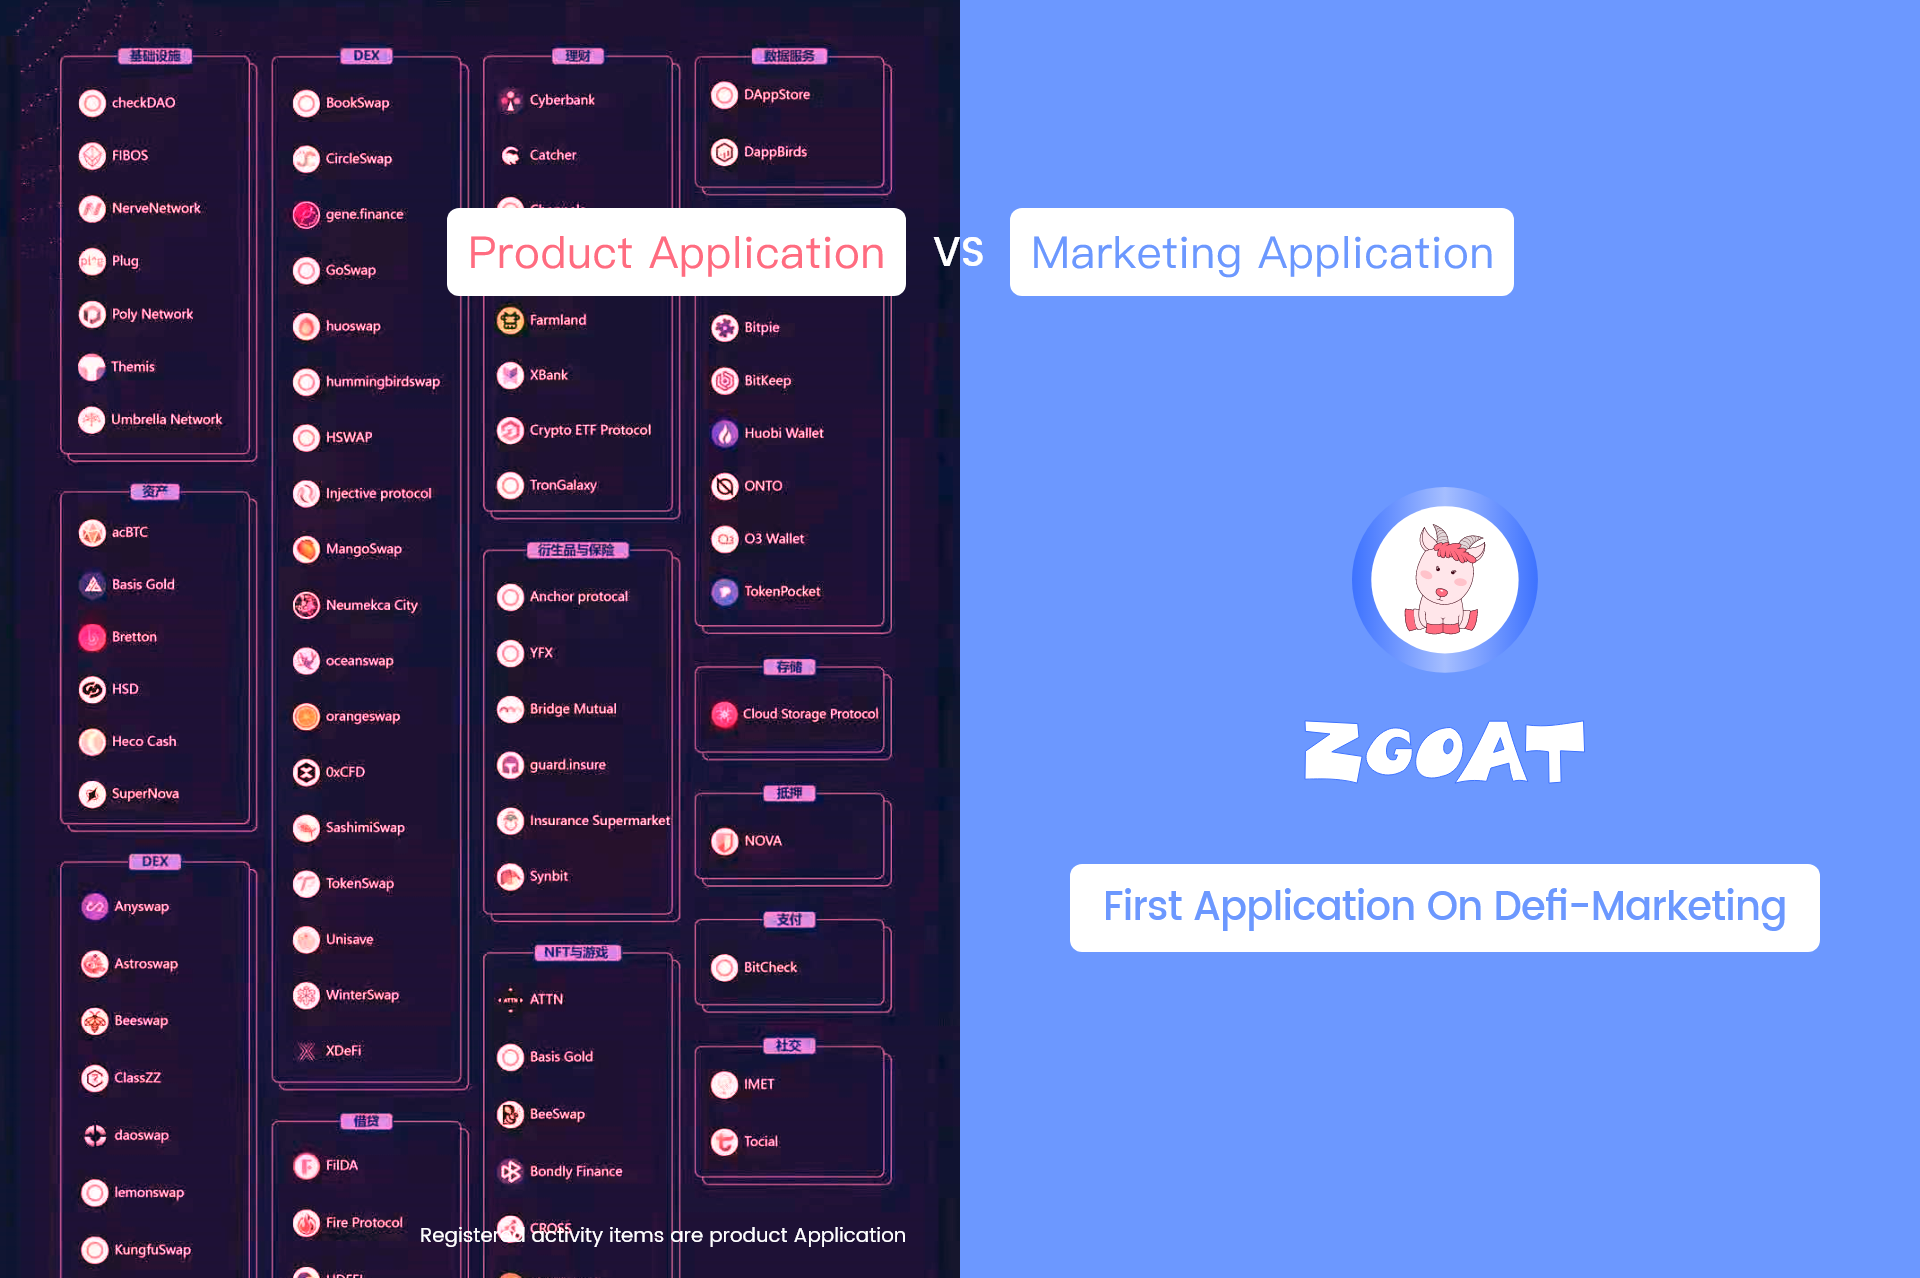 基础设施
checkDAO
FIBOS
NerveNetwork
Plug
Poly Network
Themis
Umbrella Network
资产
acBTC
Basis Gold
Bretton
HSD
Heco Cash
SuperNova
DEX
Anyswap
Astroswap
Beeswap
ClassZZ
daoswap
lemonswap
KungfuSwap
DEX
BookSwap
CircleSwap
gene.finance
GoSwap
huoswap
hummingbirdswap
HSWAP
Injective protocol
MangoSwap
Neumekca City
oceanswap
orangeswap
0xCFD
SashimiSwap
TokenSwap
Unisave
WinterSwap
XDeFi
借贷
FilDA
Fire Protocol
理财
Cyberbank
Catcher
Farmland
XBank
Crypto ETF Protocol
TronGalaxy
衍生品与保险
Anchor protocal
YFX
Bridge Mutual
guard.insure
Insurance Supermarket
Synbit
NFT与游戏
ATTN
Basis Gold
BeeSwap
Bondly Finance
CROSS
数据服务
DAppStore
DappBirds
Bitpie
BitKeep
Huobi Wallet
ONTO
O3 Wallet
TokenPocket
存储
Cloud Storage Protocol
抵押
NOVA
支付
BitCheck
社交
IMET
Tocial
Registered activity items are product Application
Product Application
VS
Marketing Application
ZGOAT
First Application On Defi-Marketing